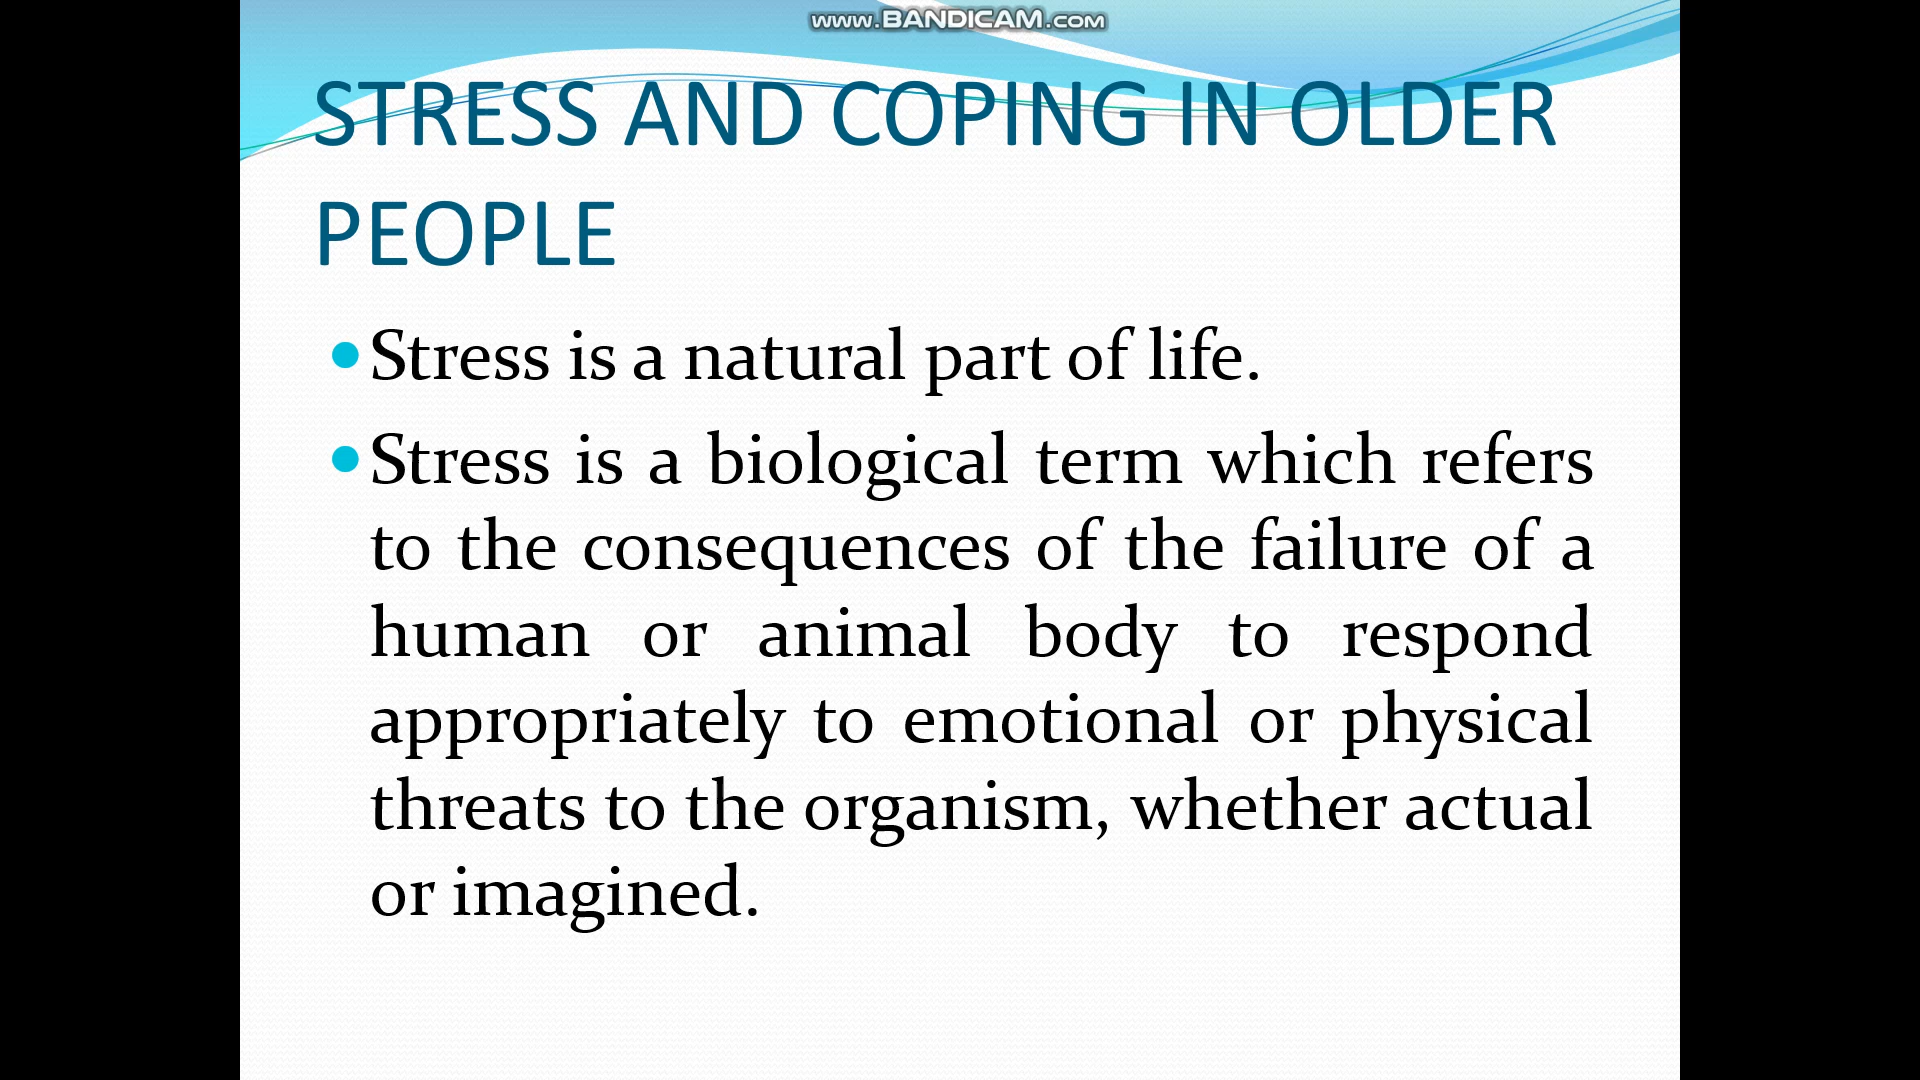 www.BANDICAM.com
STRESS AND COPING IN OLDER
PEOPLE
•Stress is a natural part of life.
•Stress is a biological term which refers
to the consequences of the failure of a
human or animal body to respond
appropriately to emotional or physical
threats to the organism, whether actual
or imagined.